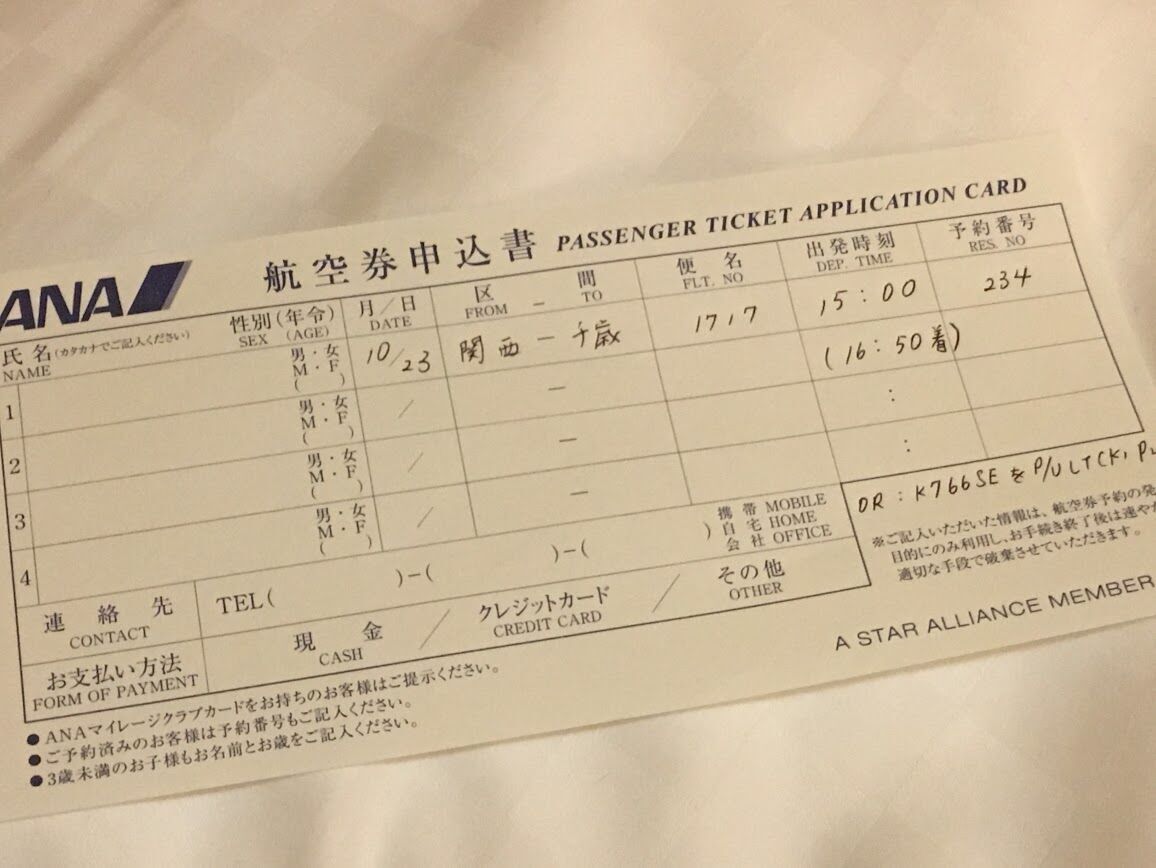 ANA
航空券申込書 PASSENGER TICKET APPLICATION CARD
氏名(カタカナでご記入ください) 性別(年令) 月/日 区 間 便名 出発時刻 予約番号
NAME SEX (AGE) DATE FROM - TO FLT. NO DEP. TIME RES. NO
1 男・女 M・F ( ) 10/23 関西 - 千歳 1717 15:00 234
2 男・女 M・F ( ) / - (16:50着)
3 男・女 M・F ( ) / - :
4 男・女 M・F ( ) / - :
連絡先 CONTACT TEL( )-( )-( ) 携帯 MOBILE 自宅 HOME 会社 OFFICE
お支払い方法 FORM OF PAYMENT 現金 CASH / クレジットカード CREDIT CARD / その他 OTHER
DR : K766SE を P/U LTCK,
※ご記入いただいた情報は、航空券予約の発
目的にのみ利用し、お手続き終了後は速やか
適切な手段で破棄させていただきます。
A STAR ALLIANCE MEMBER
●ANAマイレージクラブカードをお持ちのお客様はご提示ください。
●ご予約済みのお客様は予約番号もご記入ください。
●3歳未満のお子様もお名前とお歳をご記入ください。